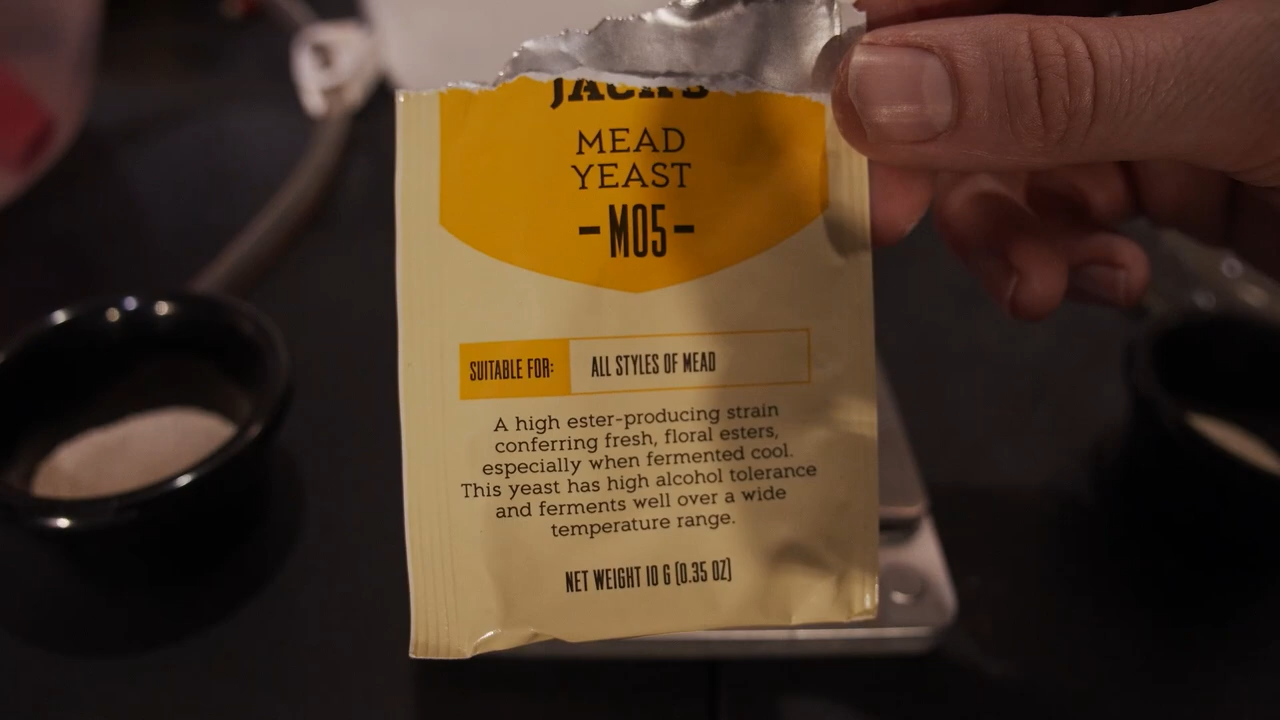 JACK'S
MEAD
YEAST
-M05-
SUITABLE FOR: ALL STYLES OF MEAD
A high ester-producing strain
conferring fresh, floral esters,
especially when fermented cool.
This yeast has high alcohol tolerance
and ferments well over a wide
temperature range.
NET WEIGHT 10 G (0.35 OZ)